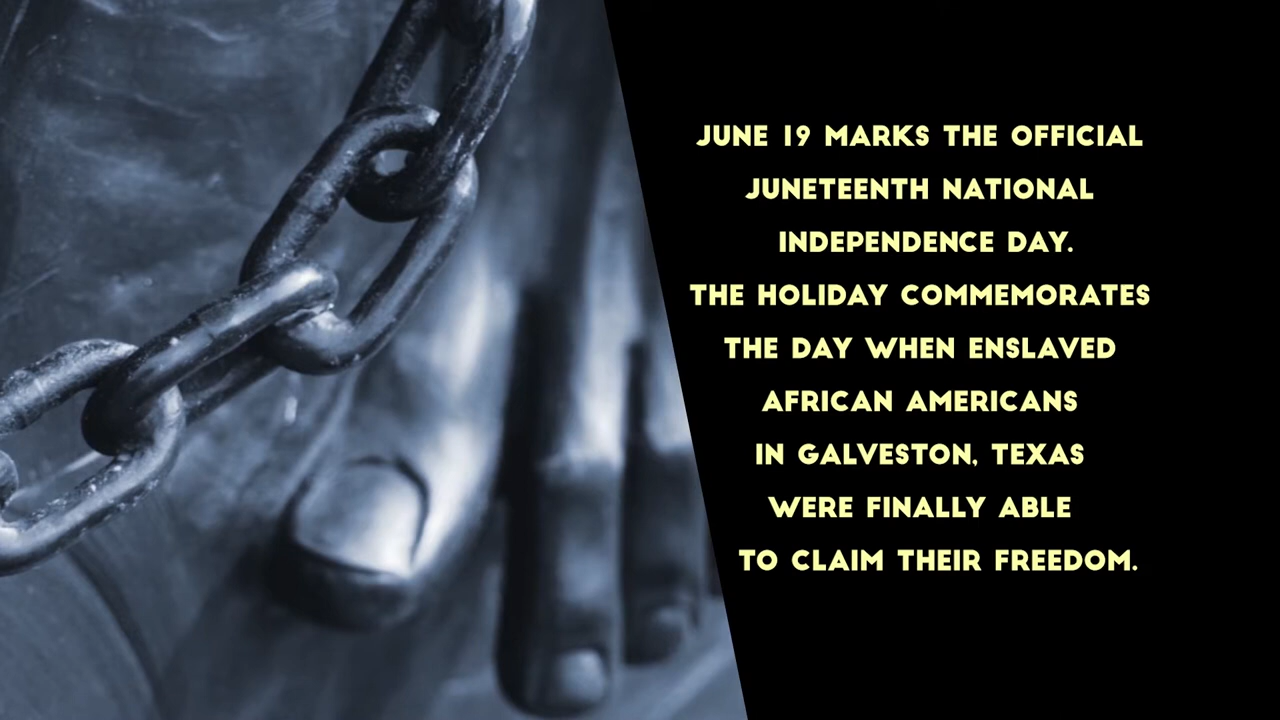 JUNE 19 MARKS THE OFFICIAL
JUNETEENTH NATIONAL
INDEPENDENCE DAY.
THE HOLIDAY COMMEMORATES
THE DAY WHEN ENSLAVED
AFRICAN AMERICANS
IN GALVESTON, TEXAS
WERE FINALLY ABLE
TO CLAIM THEIR FREEDOM.